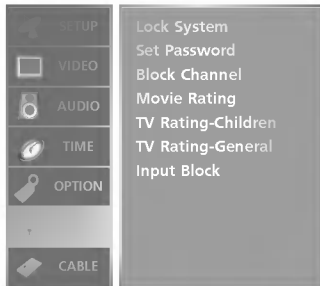 SETUP
VIDEO
AUDIO
TIME
OPTION
CABLE
Lock System
Set Password
Block Channel
Movie Rating
TV Rating-Children
TV Rating-General
Input Block